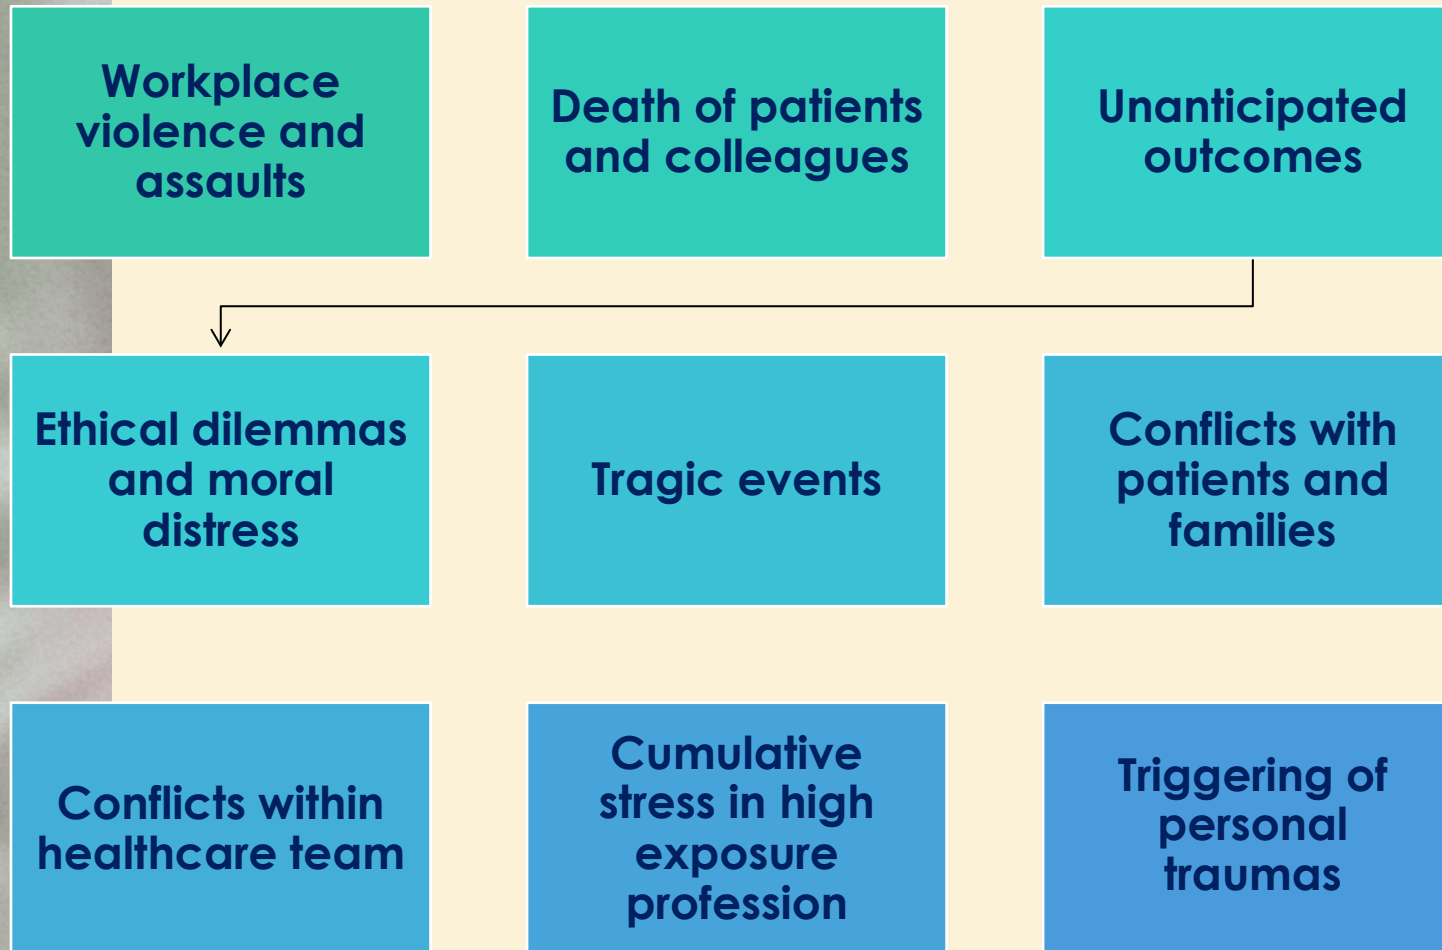 Workplace
violence and
assaults
Death of patients
and colleagues
Unanticipated
outcomes
Ethical dilemmas
and moral
distress
Tragic events
Conflicts with
patients and
families
Conflicts within
healthcare team
Cumulative
stress in high
exposure
profession
Triggering of
personal
traumas